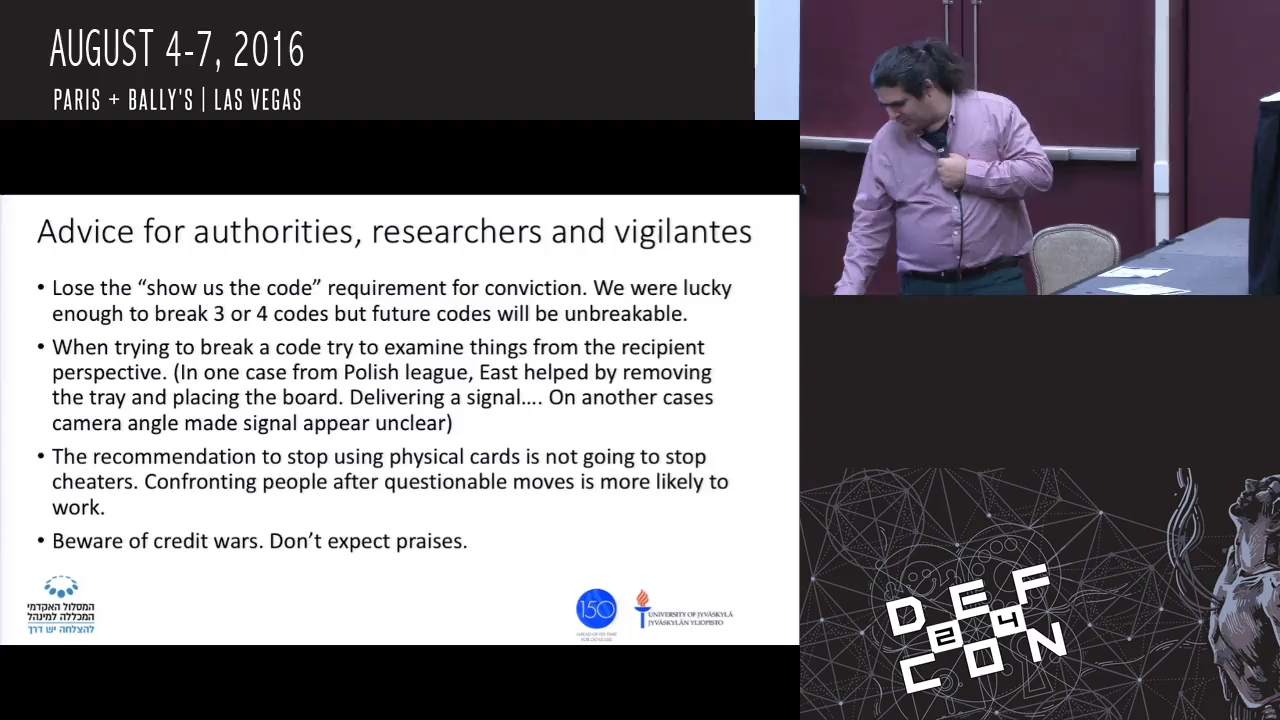 AUGUST 4-7, 2016
PARIS + BALLY'S | LAS VEGAS
Advice for authorities, researchers and vigilantes
• Lose the “show us the code” requirement for conviction. We were lucky
enough to break 3 or 4 codes but future codes will be unbreakable.
• When trying to break a code try to examine things from the recipient
perspective. (In one case from Polish league, East helped by removing
the tray and placing the board. Delivering a signal…. On another cases
camera angle made signal appear unclear)
• The recommendation to stop using physical cards is not going to stop
cheaters. Confronting people after questionable moves is more likely to
work.
• Beware of credit wars. Don’t expect praises.
המסלול האקדמי
המכללה למינהל
להצלחה יש דרך
150
UNIVERSITY OF JYVÄSKYLÄ
JYVÄSKYLÄN YLIOPISTO
DEF
24
CON